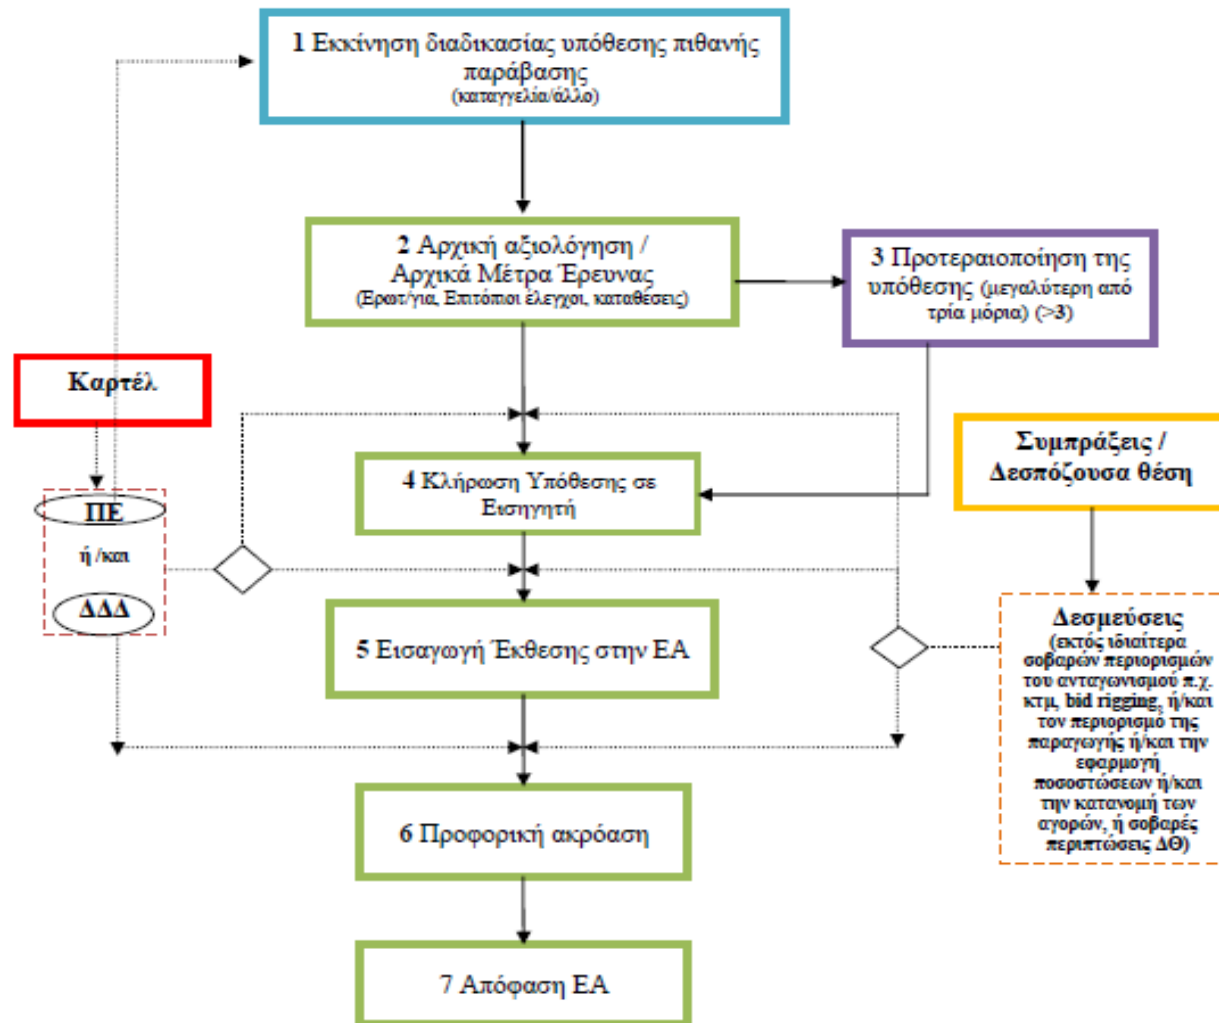 1 Εκκίνηση διαδικασίας υπόθεσης πιθανής
παράβασης
(καταγγελία/άλλο)
2 Αρχική αξιολόγηση /
Αρχικά Μέτρα Έρευνας
(Ερωτ/για, Επιτόπιοι έλεγχοι, καταθέσεις)
3 Προτεραιοποίηση της
υπόθεσης (μεγαλύτερη από
τρία μόρια) (>3)
Καρτέλ
ΠΕ
ή /και
ΔΔΔ
4 Κλήρωση Υπόθεσης σε
Εισηγητή
Συμπράξεις /
Δεσπόζουσα θέση
5 Εισαγωγή Έκθεσης στην ΕΑ
Δεσμεύσεις
(εκτός ιδιαίτερα
σοβαρών περιορισμών
του ανταγωνισμού π.χ.
κτμ, bid rigging, ή/και
τον περιορισμό της
παραγωγής ή/και την
εφαρμογή
ποσοστώσεων ή/και
την κατανομή των
αγορών, ή σοβαρές
περιπτώσεις ΔΘ)
6 Προφορική ακρόαση
7 Απόφαση ΕΑ